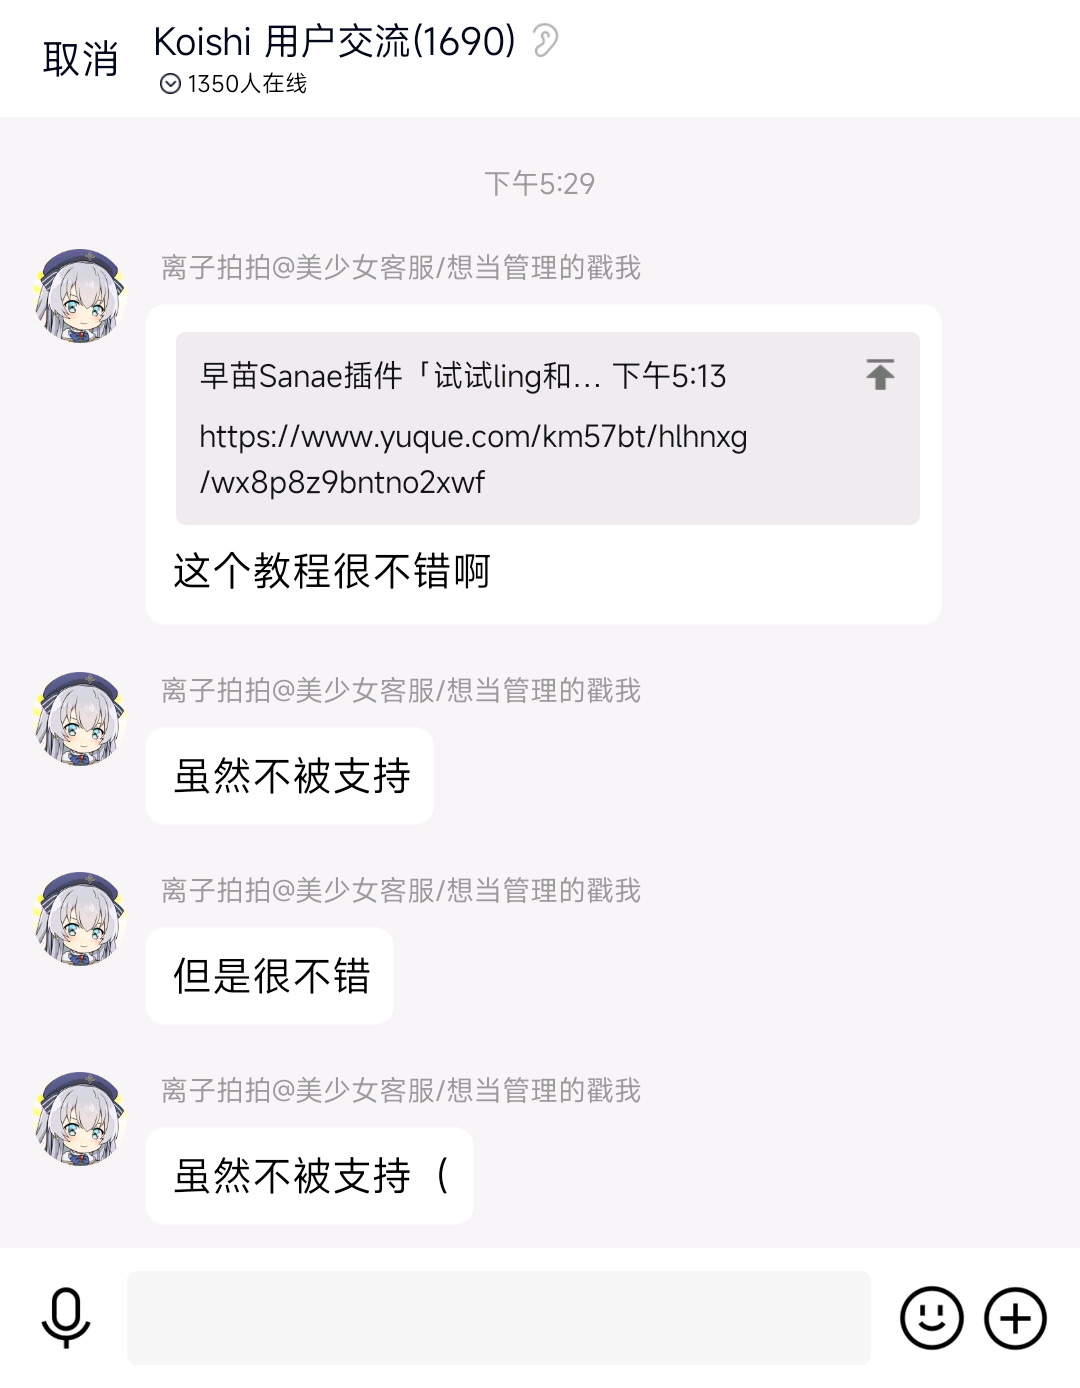 取消
Koishi 用户交流(1690)
1350人在线
下午5:29
离子拍拍@美少女客服/想当管理的戳我
早苗Sanae插件「试试ling和... 下午5:13
https://www.yuque.com/km57bt/hlhnxg
/wx8p8z9bntno2xwf
这个教程很不错啊
离子拍拍@美少女客服/想当管理的戳我
虽然不被支持
离子拍拍@美少女客服/想当管理的戳我
但是很不错
离子拍拍@美少女客服/想当管理的戳我
虽然不被支持（